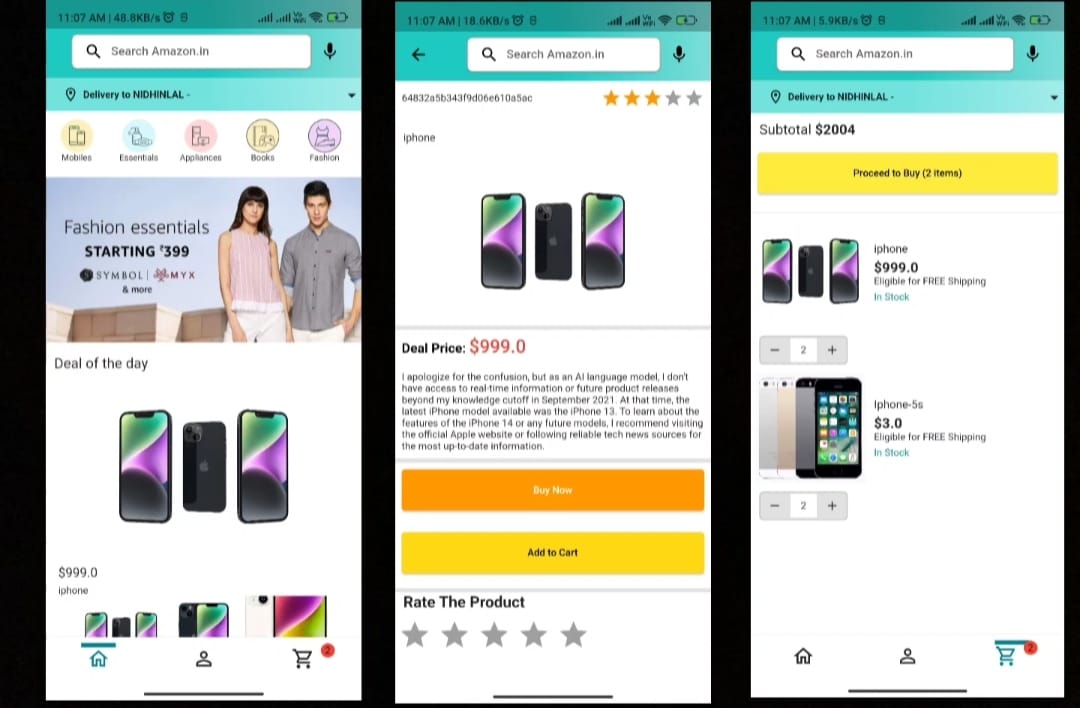 11:07 AM | 48.8KB/s
Search Amazon.in
Delivery to NIDHINLAL -
Mobiles Essentials Appliances Books Fashion
Fashion essentials
STARTING ₹399
SYMBOL | MYX
& more
Deal of the day
$999.0
iphone
2
11:07 AM | 18.6KB/s
Search Amazon.in
64832a5b343f9d06e610a5ac
iphone
Deal Price: $999.0
I apologize for the confusion, but as an AI language model, I don't
have access to real-time information or future product releases
beyond my knowledge cutoff in September 2021. At that time, the
latest iPhone model available was the iPhone 13. To learn about the
features of the iPhone 14 or any future models, I recommend visiting
the official Apple website or following reliable tech news sources for
the most up-to-date information.
Buy Now
Add to Cart
Rate The Product
11:07 AM | 5.9KB/s
Search Amazon.in
Delivery to NIDHINLAL -
Subtotal $2004
Proceed to Buy (2 items)
iphone
$999.0
Eligible for FREE Shipping
In Stock
- 2 +
Iphone-5s
$3.0
Eligible for FREE Shipping
In Stock
- 2 +
2